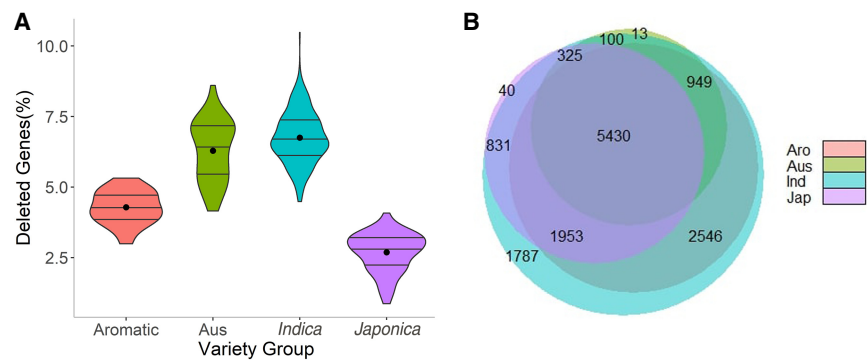 A
Deleted Genes(%)
10.0
7.5
5.0
2.5
Aromatic Aus Indica Japonica
Variety Group
B
13
100
325
949
40
5430
831
1953
2546
1787
Aro
Aus
Ind
Jap